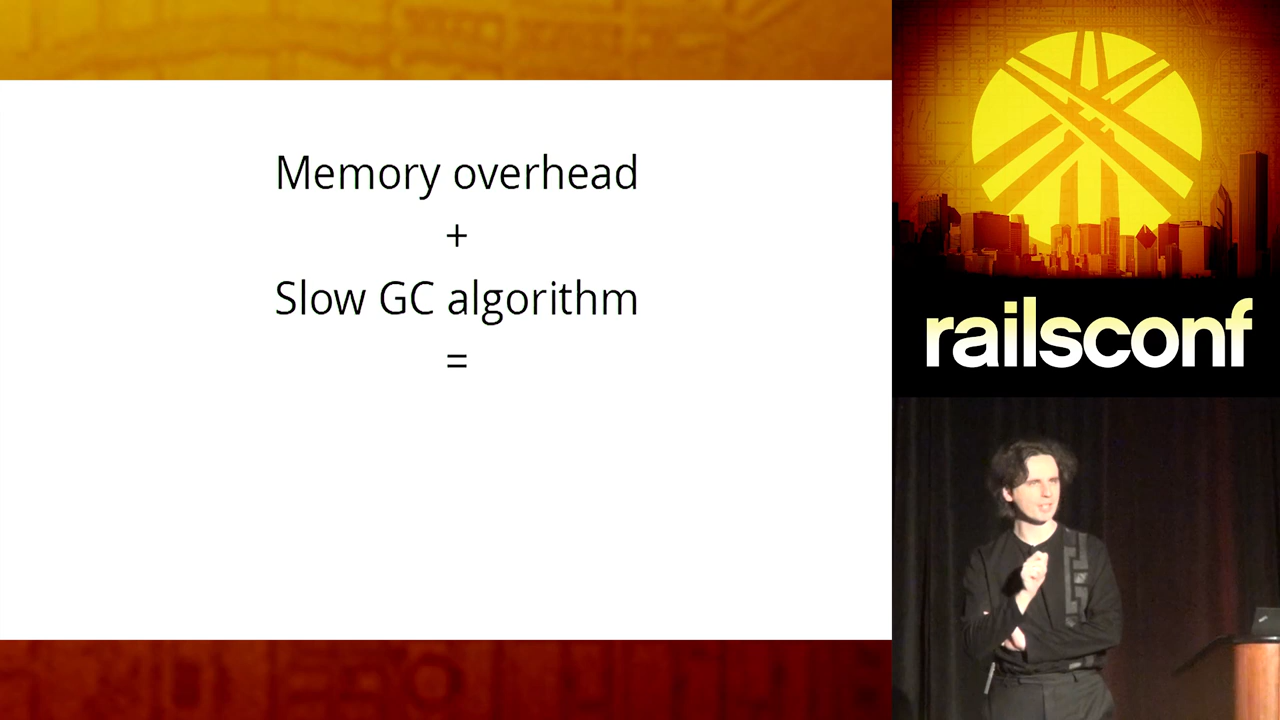 Memory overhead
+
Slow GC algorithm
=
railsconf